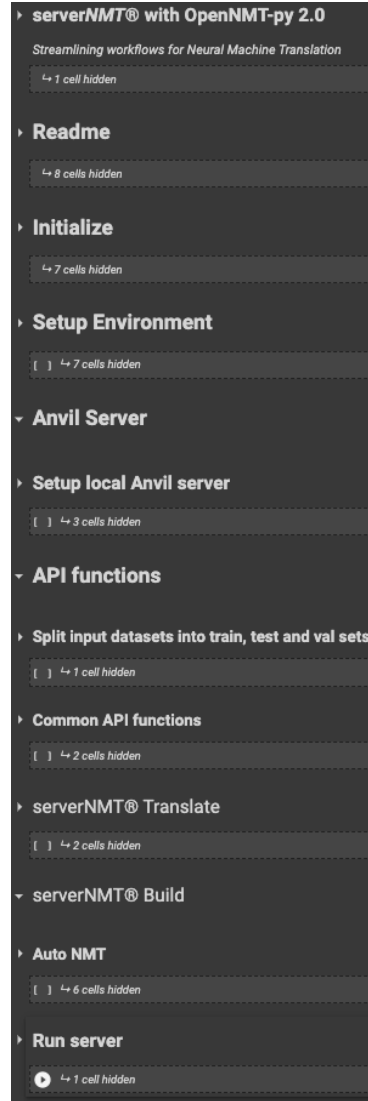 serverNMT® with OpenNMT-py 2.0
Streamlining workflows for Neural Machine Translation
↳ 1 cell hidden
Readme
↳ 8 cells hidden
Initialize
↳ 7 cells hidden
Setup Environment
[ ] ↳ 7 cells hidden
Anvil Server
Setup local Anvil server
[ ] ↳ 3 cells hidden
API functions
Split input datasets into train, test and val sets
[ ] ↳ 1 cell hidden
Common API functions
[ ] ↳ 2 cells hidden
serverNMT® Translate
[ ] ↳ 2 cells hidden
serverNMT® Build
Auto NMT
[ ] ↳ 6 cells hidden
Run server
↳ 1 cell hidden